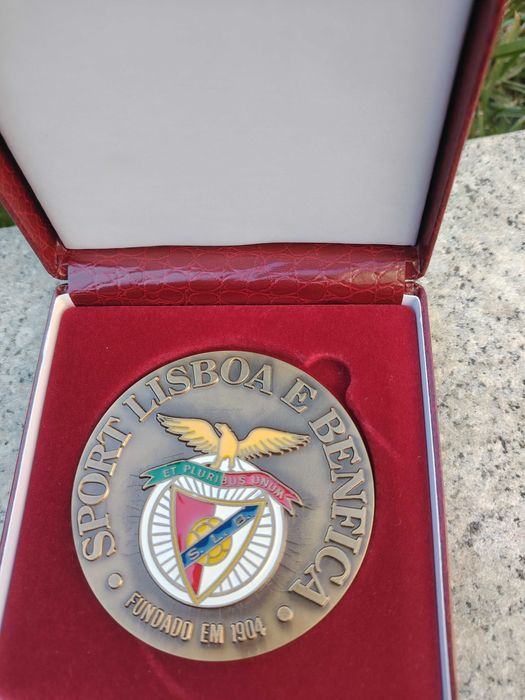 SPORT LISBOA E BENFICA
ET PLURIBUS UNUM
S. L. B.
FUNDADO EM 1904